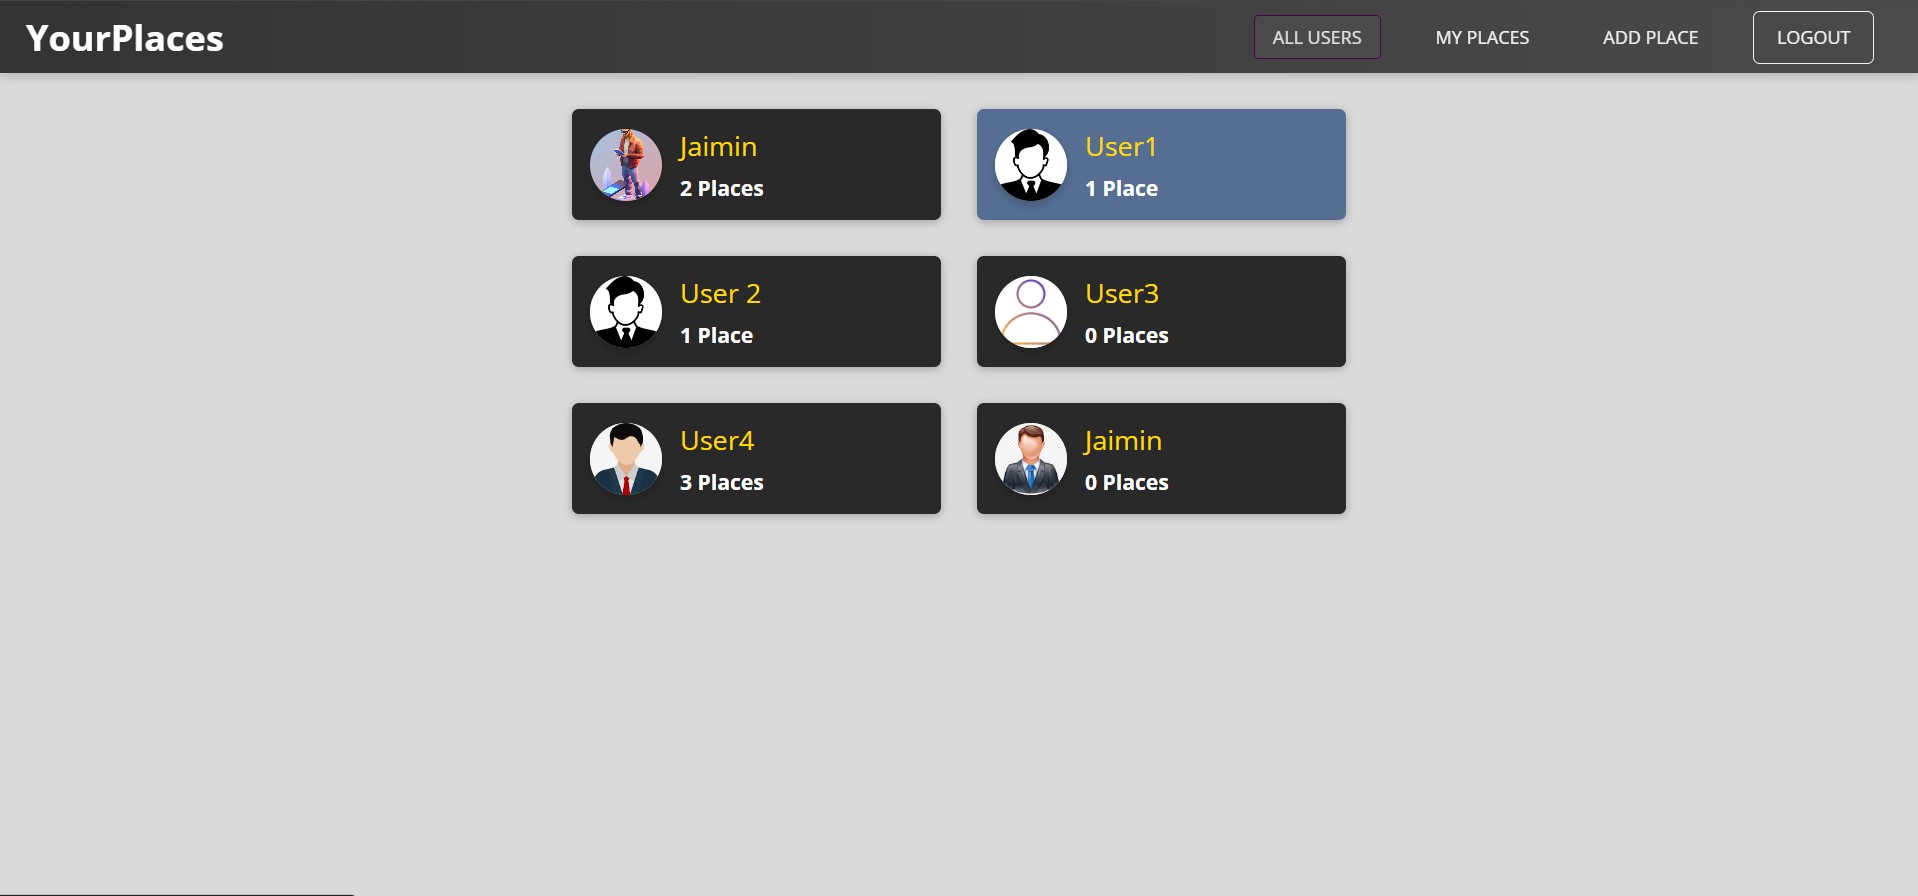 YourPlaces
ALL USERS
MY PLACES
ADD PLACE
LOGOUT
Jaimin
2 Places
User1
1 Place
User 2
1 Place
User3
0 Places
User4
3 Places
Jaimin
0 Places